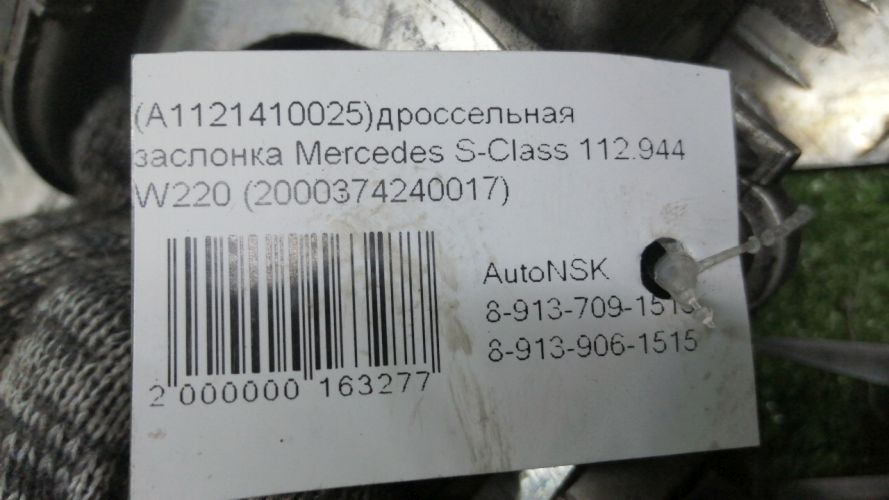 (A1121410025)дроссельная
заслонка Mercedes S-Class 112.944
W220 (2000374240017)
AutoNSK
8-913-709-1515
8-913-906-1515
2 000000 163277